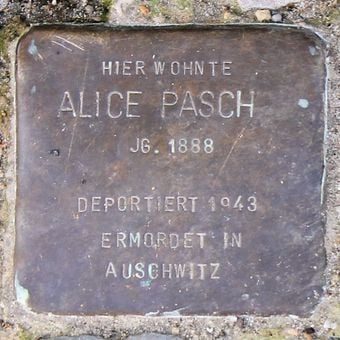 HIER WOHNTE
ALICE PASCH
JG. 1888
DEPORTIERT 1943
ERMORDET IN
AUSCHWITZ